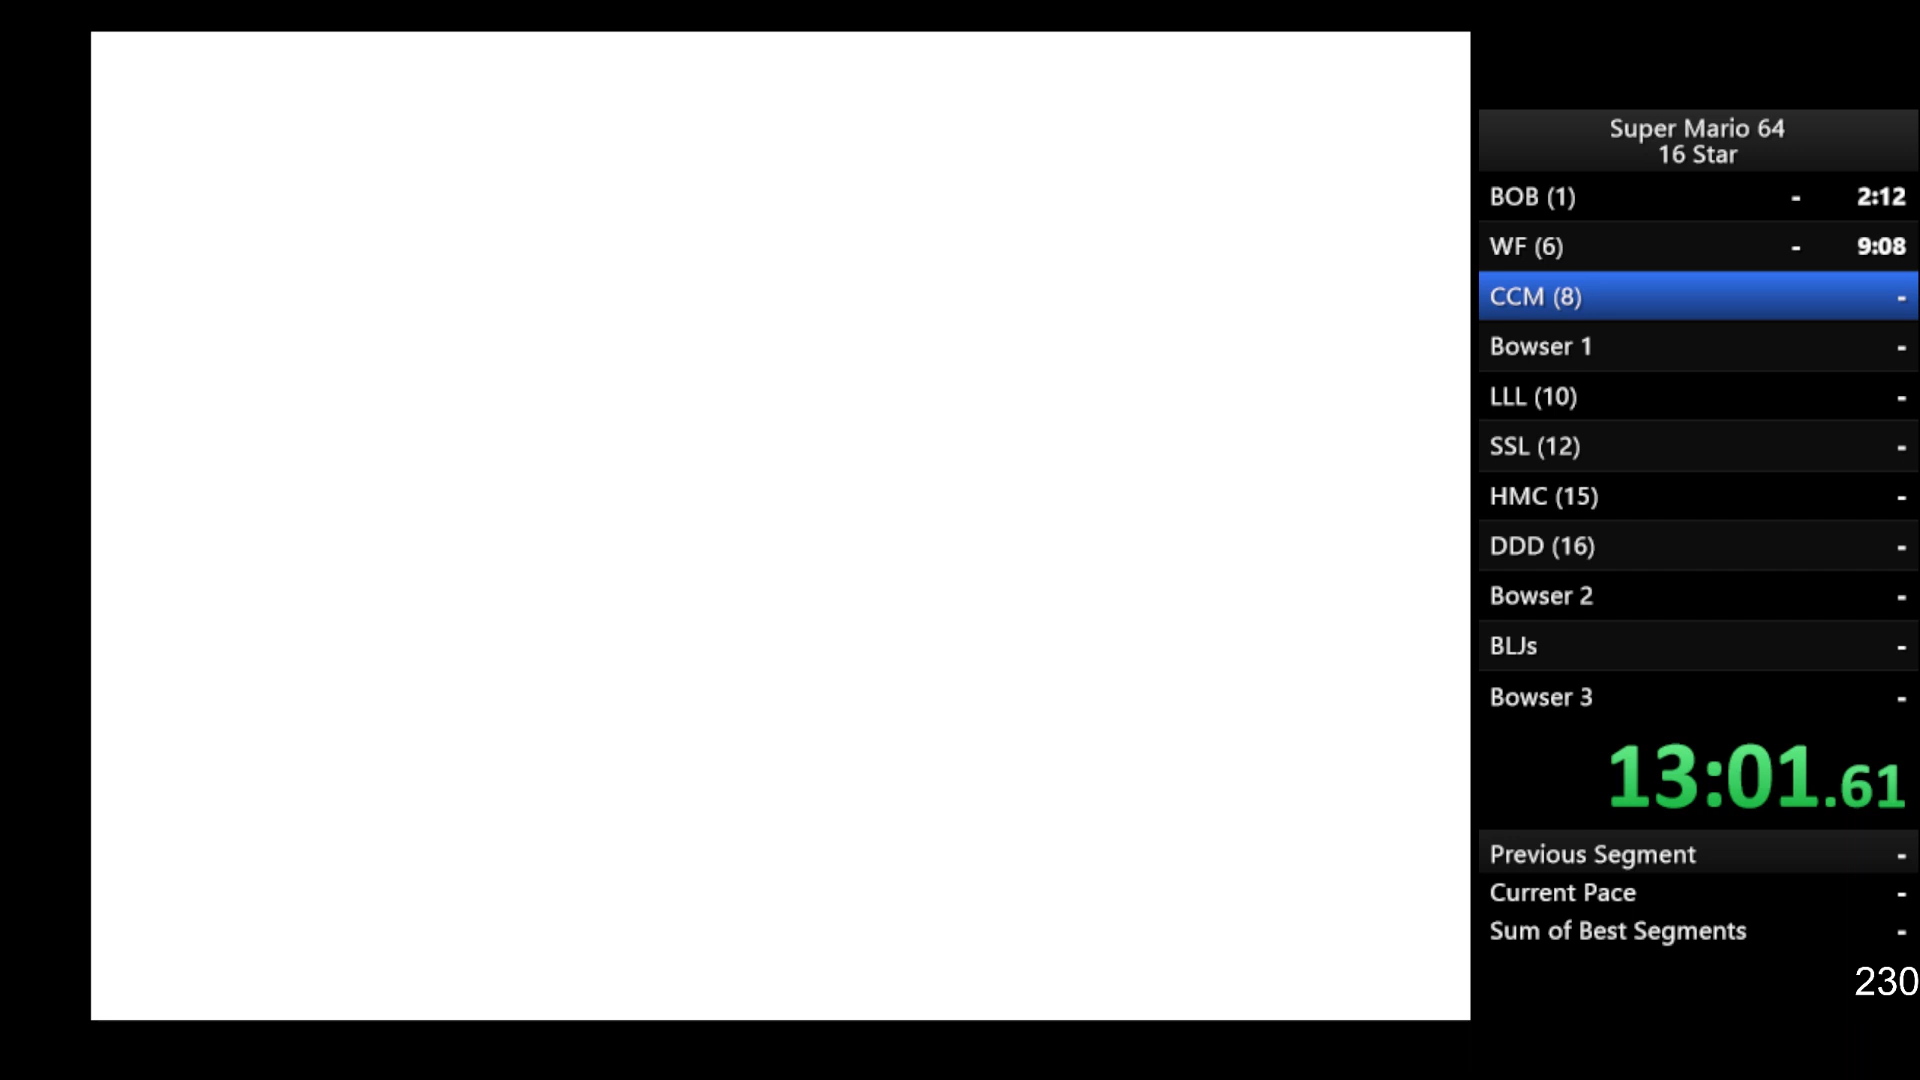 Super Mario 64
16 Star
BOB (1) - 2:12
WF (6) - 9:08
CCM (8) -
Bowser 1 -
LLL (10) -
SSL (12) -
HMC (15) -
DDD (16) -
Bowser 2 -
BLJs -
Bowser 3 -
13:01.61
Previous Segment -
Current Pace -
Sum of Best Segments -
230